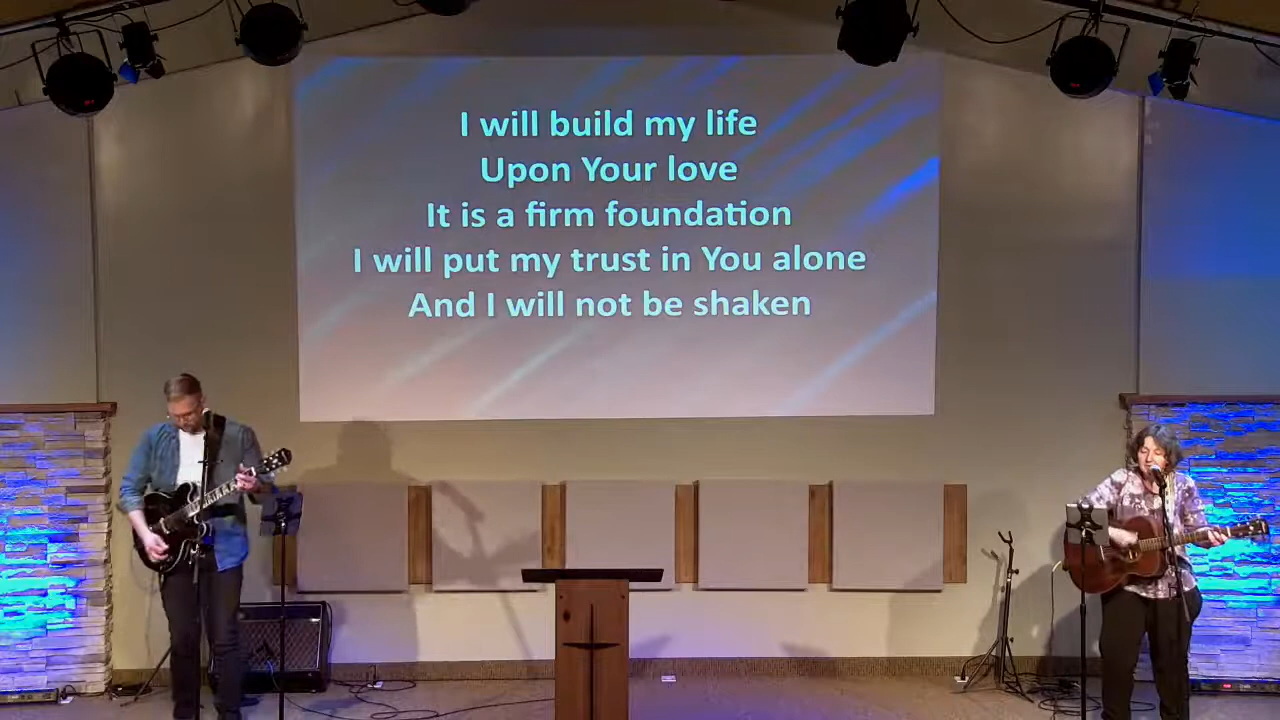 I will build my life
Upon Your love
It is a firm foundation
I will put my trust in You alone
And I will not be shaken